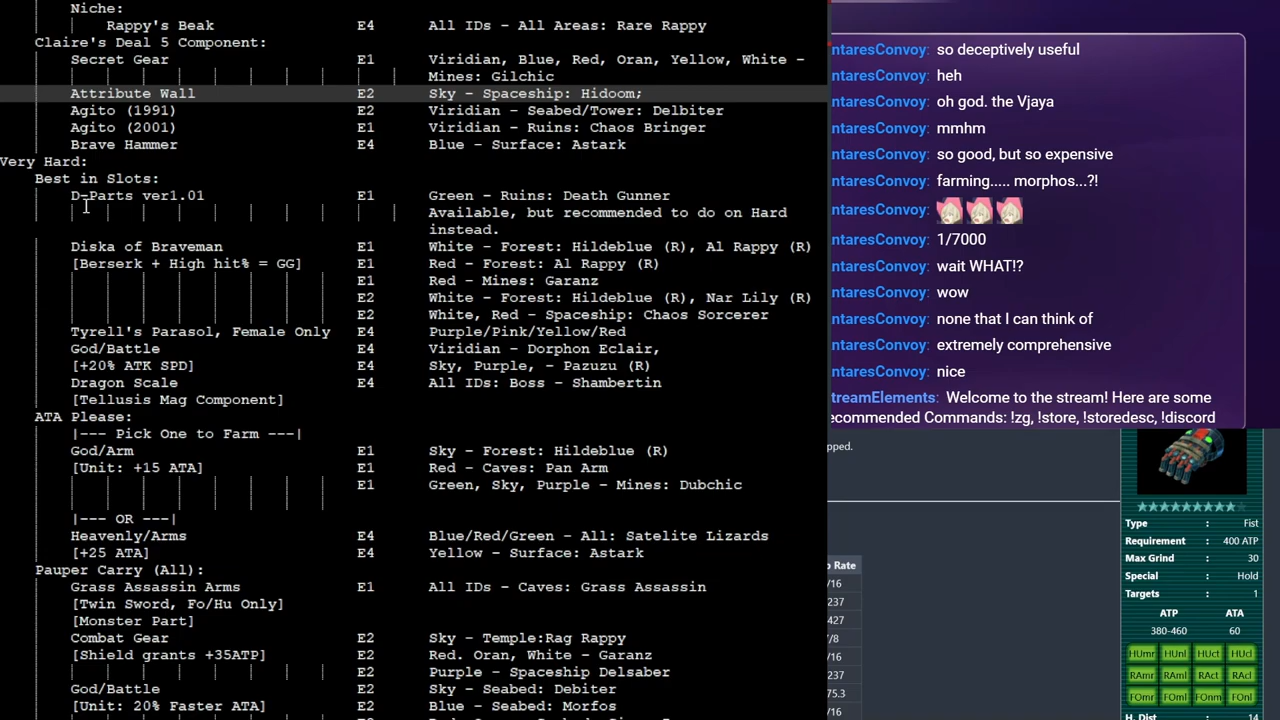 Niche:
Rappy's Beak E4 All IDs - All Areas: Rare Rappy
Claire's Deal 5 Component:
Secret Gear E1 Viridian, Blue, Red, Oran, Yellow, White -
Mines: Gilchic
Attribute Wall E2 Sky - Spaceship: Hidoom;
Agito (1991) E2 Viridian - Seabed/Tower: Delbiter
Agito (2001) E1 Viridian - Ruins: Chaos Bringer
Brave Hammer E4 Blue - Surface: Astark
Very Hard:
Best in Slots:
D-Parts ver1.01 E1 Green - Ruins: Death Gunner
Available, but recommended to do on Hard
instead.
Diska of Braveman E1 White - Forest: Hildeblue (R), Al Rappy (R)
[Berserk + High hit% = GG] E1 Red - Forest: Al Rappy (R)
E1 Red - Mines: Garanz
E2 White - Forest: Hildeblue (R), Nar Lily (R)
E2 White, Red - Spaceship: Chaos Sorcerer
Tyrell's Parasol, Female Only E4 Purple/Pink/Yellow/Red
God/Battle E4 Viridian - Dorphon Eclair,
[+20% ATK SPD] E4 Sky, Purple, - Pazuzu (R)
Dragon Scale E4 All IDs: Boss - Shambertin
[Tellusis Mag Component]
ATA Please:
|--- Pick One to Farm ---|
God/Arm E1 Sky - Forest: Hildeblue (R)
[Unit: +15 ATA] E1 Red - Caves: Pan Arm
E1 Green, Sky, Purple - Mines: Dubchic
|--- OR ---|
Heavenly/Arms E4 Blue/Red/Green - All: Satelite Lizards
[+25 ATA] E4 Yellow - Surface: Astark
Pauper Carry (All):
Grass Assassin Arms E1 All IDs - Caves: Grass Assassin
[Twin Sword, Fo/Hu Only]
[Monster Part]
Combat Gear E2 Sky - Temple:Rag Rappy
[Shield grants +35ATP] E2 Red. Oran, White - Garanz
E2 Purple - Spaceship Delsaber
God/Battle E2 Sky - Seabed: Debiter
[Unit: 20% Faster ATA] E2 Blue - Seabed: Morfos
ntaresConvoy: so deceptively useful
ntaresConvoy: heh
ntaresConvoy: oh god. the Vjaya
ntaresConvoy: mmhm
ntaresConvoy: so good, but so expensive
ntaresConvoy: farming..... morphos...?!
ntaresConvoy:
ntaresConvoy: 1/7000
ntaresConvoy: wait WHAT!?
ntaresConvoy: wow
ntaresConvoy: none that I can think of
ntaresConvoy: extremely comprehensive
ntaresConvoy: nice
treamElements: Welcome to the stream! Here are some
ecommended Commands: !zg, !store, !storedesc, !discord
pped.
Rate
/16
237
427
/8
/16
237
75.3
/16
Type : Fist
Requirement : 400 ATP
Max Grind : 30
Special : Hold
Targets : 1
ATP ATA
380-460 60
HUmr HUnl HUct HUcl
RAmr RAml RAct RAcl
FOmr FOml FOnm FOnl
H. Dist : 14